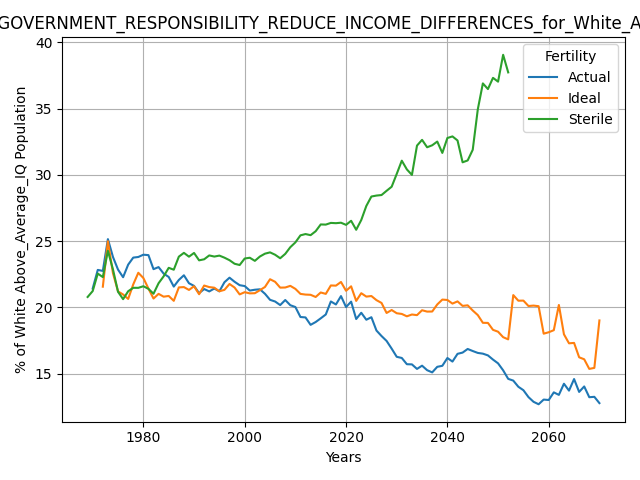 GOVERNMENT_RESPONSIBILITY_REDUCE_INCOME_DIFFERENCES_for_White_A
% of White Above_Average_IQ Population
40
35
30
25
20
15
1980
2000
2020
2040
2060
Years
Fertility
Actual
Ideal
Sterile